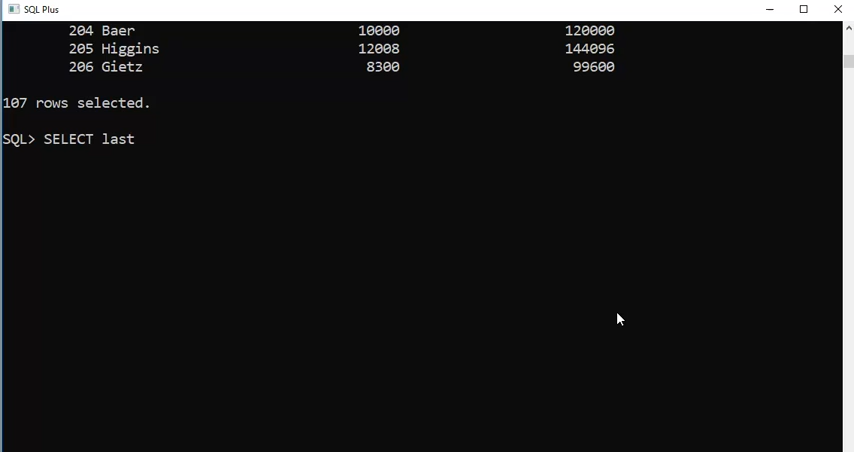 SQL Plus
204 Baer 10000 120000
205 Higgins 12008 144096
206 Gietz 8300 99600
107 rows selected.
SQL> SELECT last